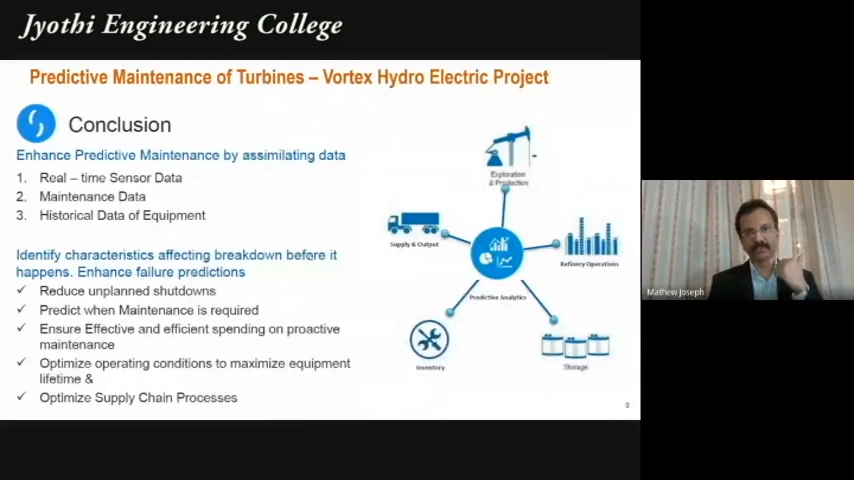 Jyothi Engineering College
Predictive Maintenance of Turbines – Vortex Hydro Electric Project
Conclusion
Enhance Predictive Maintenance by assimilating data
1. Real – time Sensor Data
2. Maintenance Data
3. Historical Data of Equipment
Identify characteristics affecting breakdown before it
happens. Enhance failure predictions
✓ Reduce unplanned shutdowns
✓ Predict when Maintenance is required
✓ Ensure Effective and efficient spending on proactive
maintenance
✓ Optimize operating conditions to maximize equipment
lifetime &
✓ Optimize Supply Chain Processes
Exploration
& Production
Supply & Output
Refinery Operations
Predictive Analytics
Inventory
Storage
Mathew Joseph